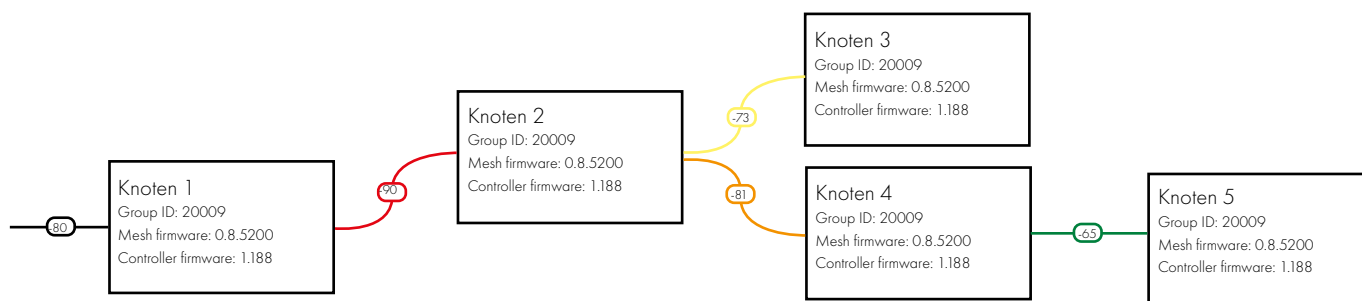 -80
Knoten 1
Group ID: 20009
Mesh firmware: 0.8.5200
Controller firmware: 1.188
-90
Knoten 2
Group ID: 20009
Mesh firmware: 0.8.5200
Controller firmware: 1.188
-73
Knoten 3
Group ID: 20009
Mesh firmware: 0.8.5200
Controller firmware: 1.188
-81
Knoten 4
Group ID: 20009
Mesh firmware: 0.8.5200
Controller firmware: 1.188
-65
Knoten 5
Group ID: 20009
Mesh firmware: 0.8.5200
Controller firmware: 1.188